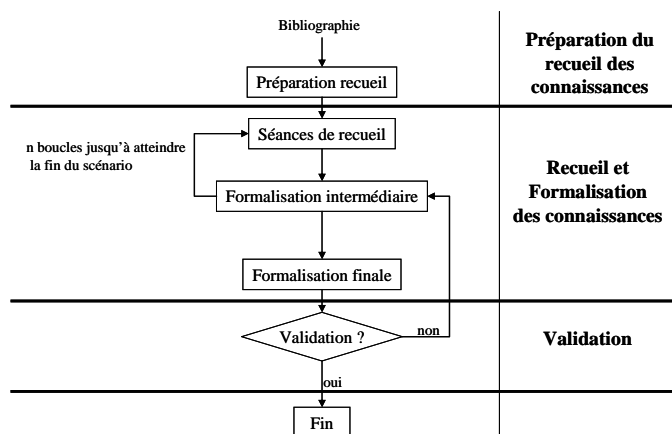 Bibliographie
Préparation recueil
Préparation du
recueil des
connaissances
Séances de recueil
n boucles jusqu'à atteindre
la fin du scénario
Formalisation intermédiaire
Recueil et
Formalisation
des connaissances
Formalisation finale
Validation ?
non
Validation
oui
Fin